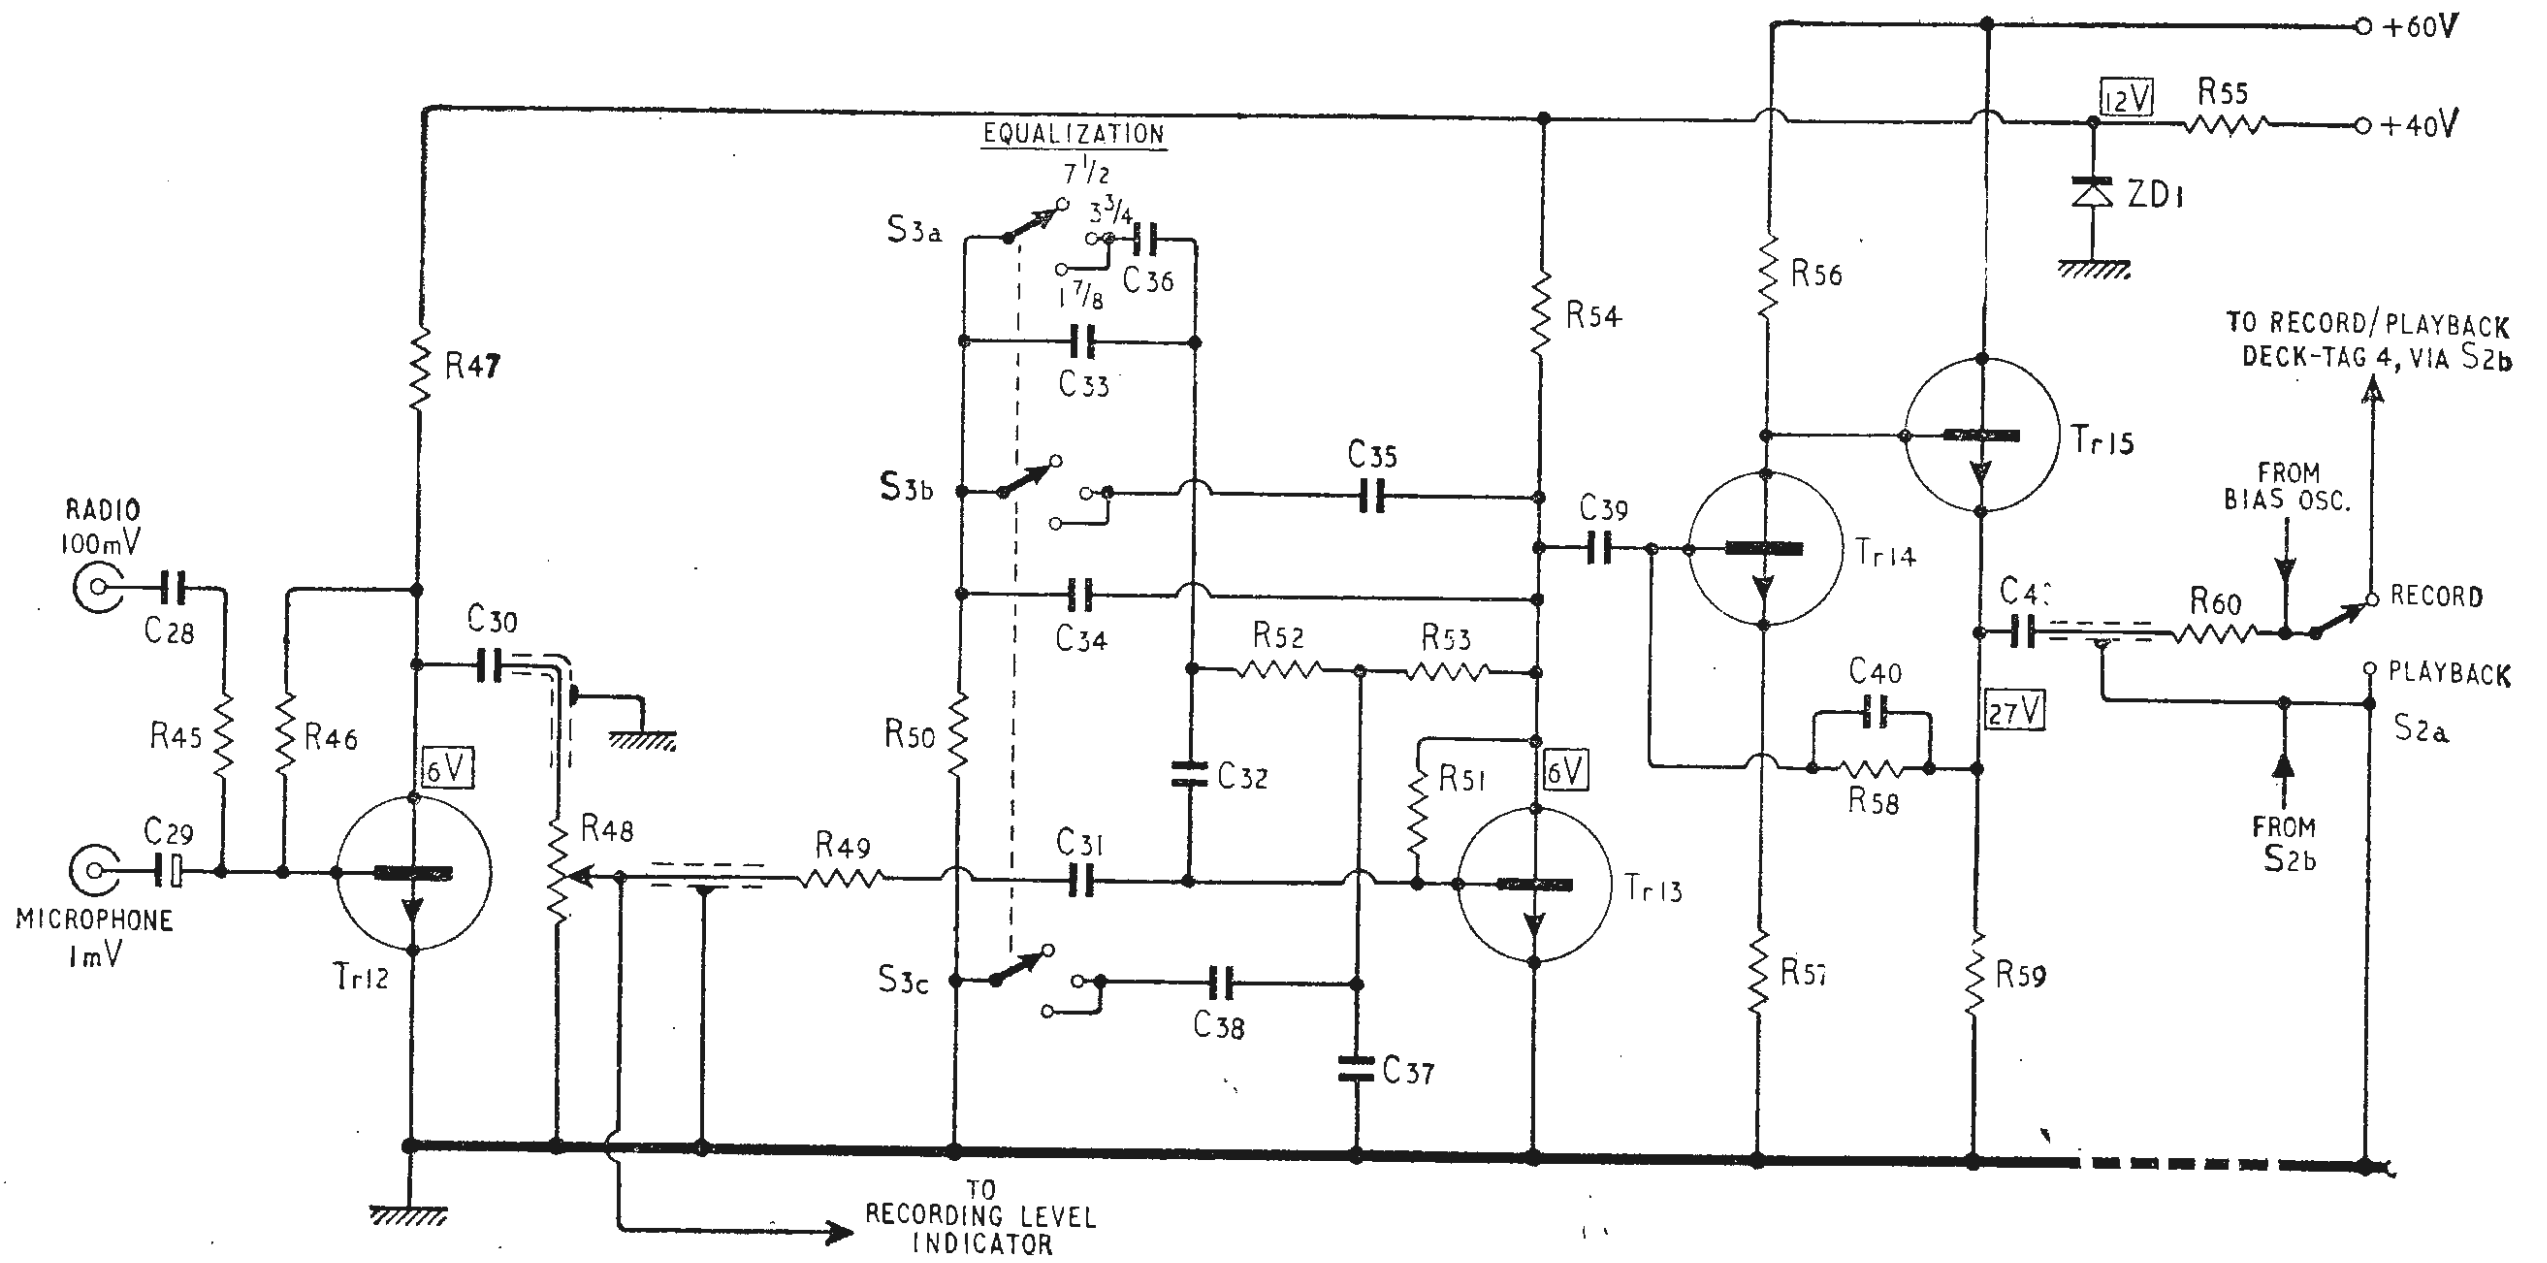 +60V
12V
R55
+40V
EQUALIZATION
7 1/2
ZD1
3 3/4
S3a
R56
C36
1 7/8
R54
TO RECORD/PLAYBACK
DECK-TAG 4, VIA S2b
R47
C33
Tr15
C35
S3b
FROM
BIAS OSC.
RADIO
100mV
C39
Tr14
C28
C30
C34
R52
R53
R60
RECORD
C40
PLAYBACK
27V
S2a
R45
R46
R50
6V
C32
R51
6V
R58
FROM
S2b
C29
R48
R49
C31
Tr13
MICROPHONE
1mV
Tr12
S3c
C38
R57
R59
C37
TO
RECORDING LEVEL
INDICATOR